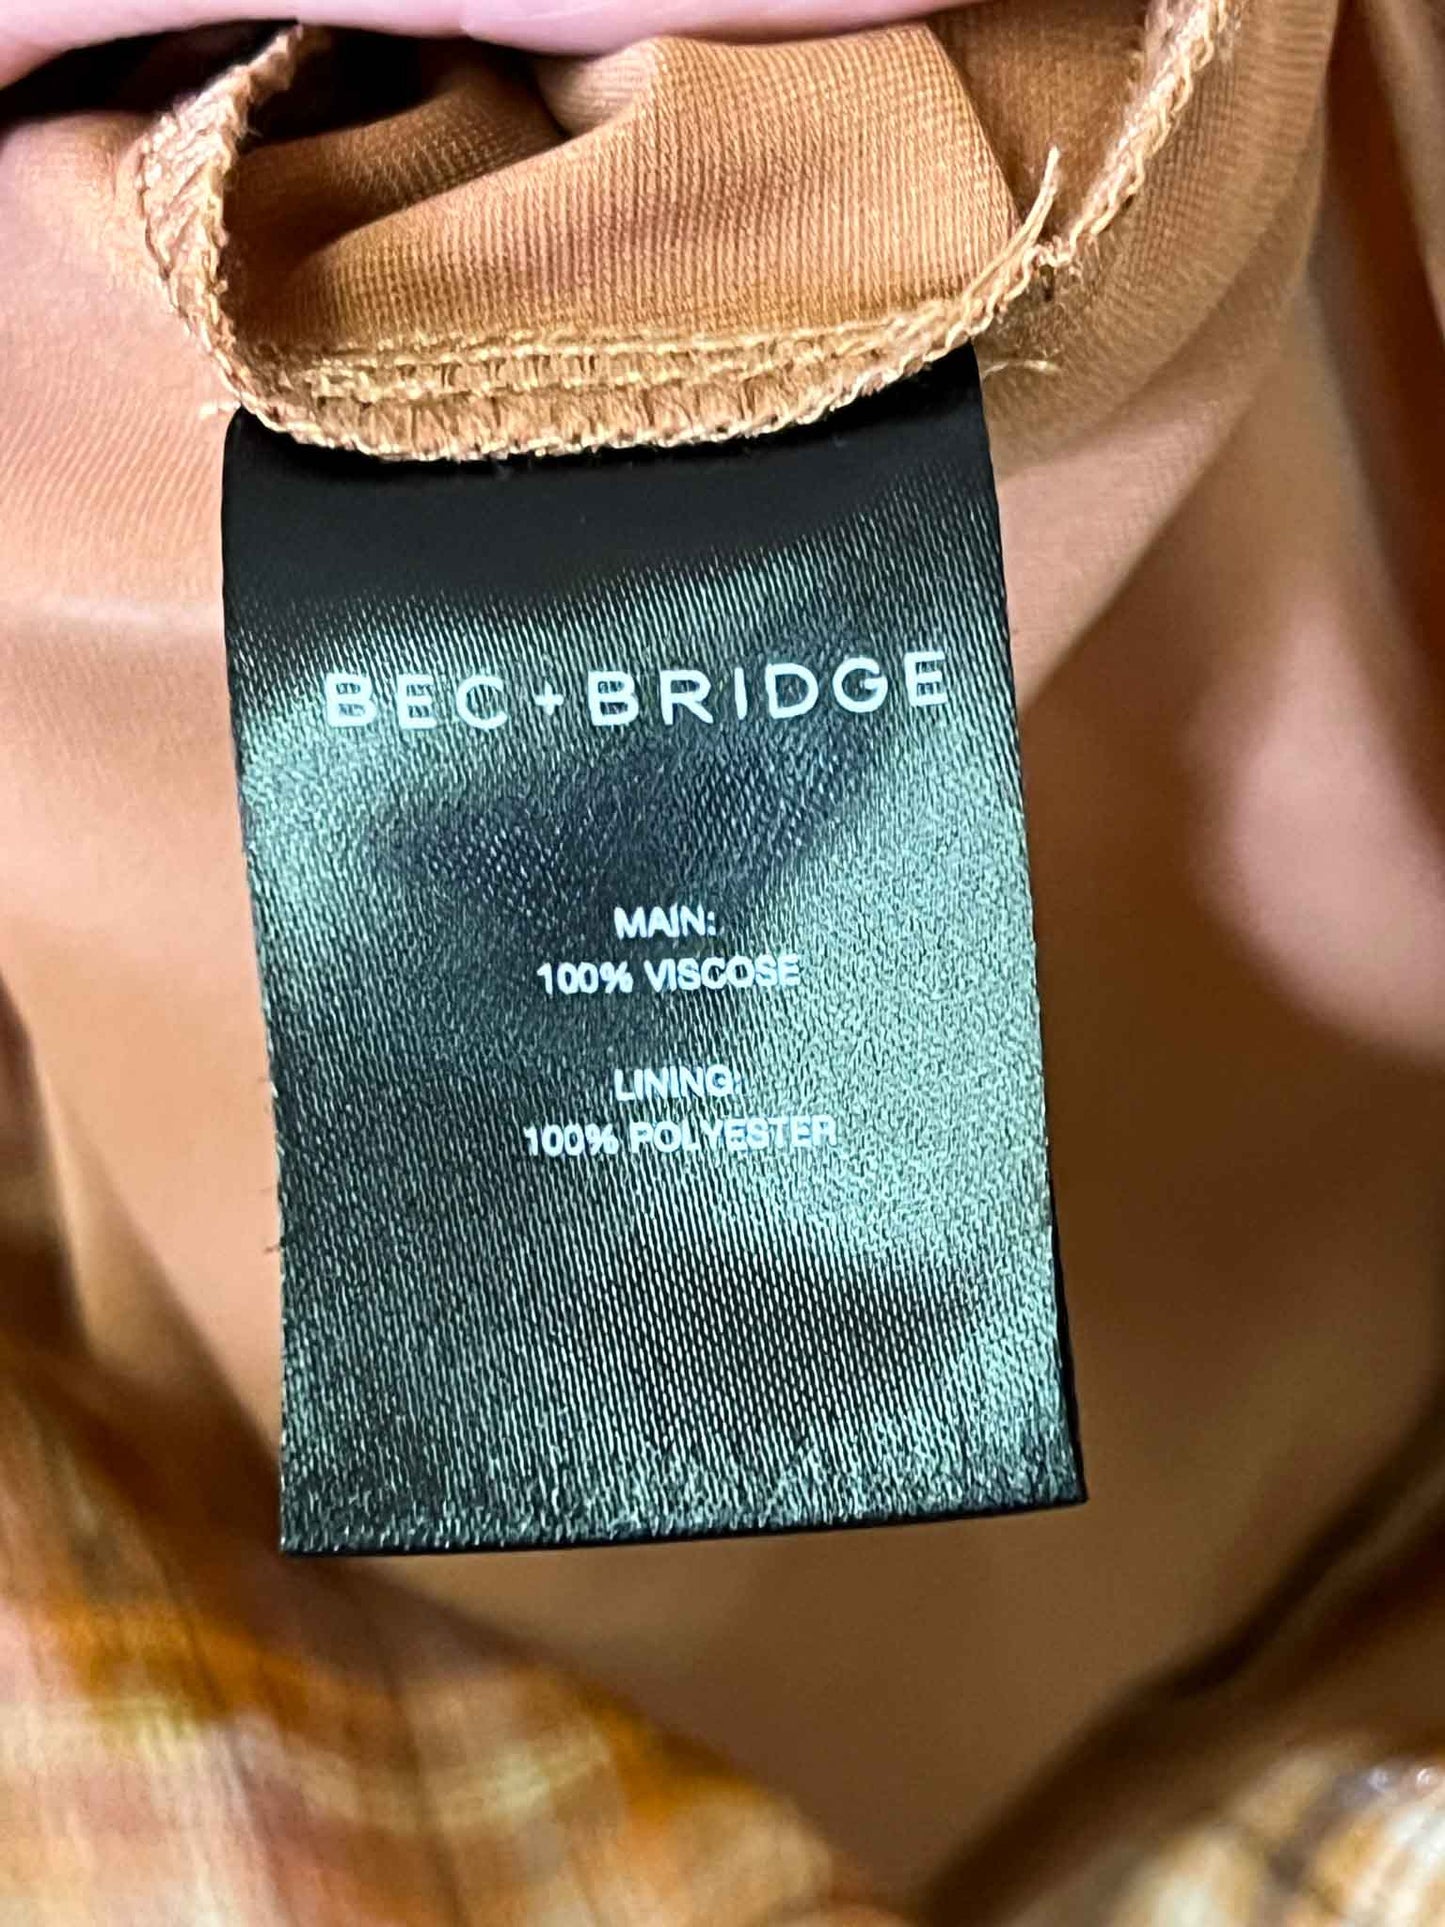 BEC+BRIDGE
MAIN:
100% VISCOSE
LINING:
100% POLYESTER